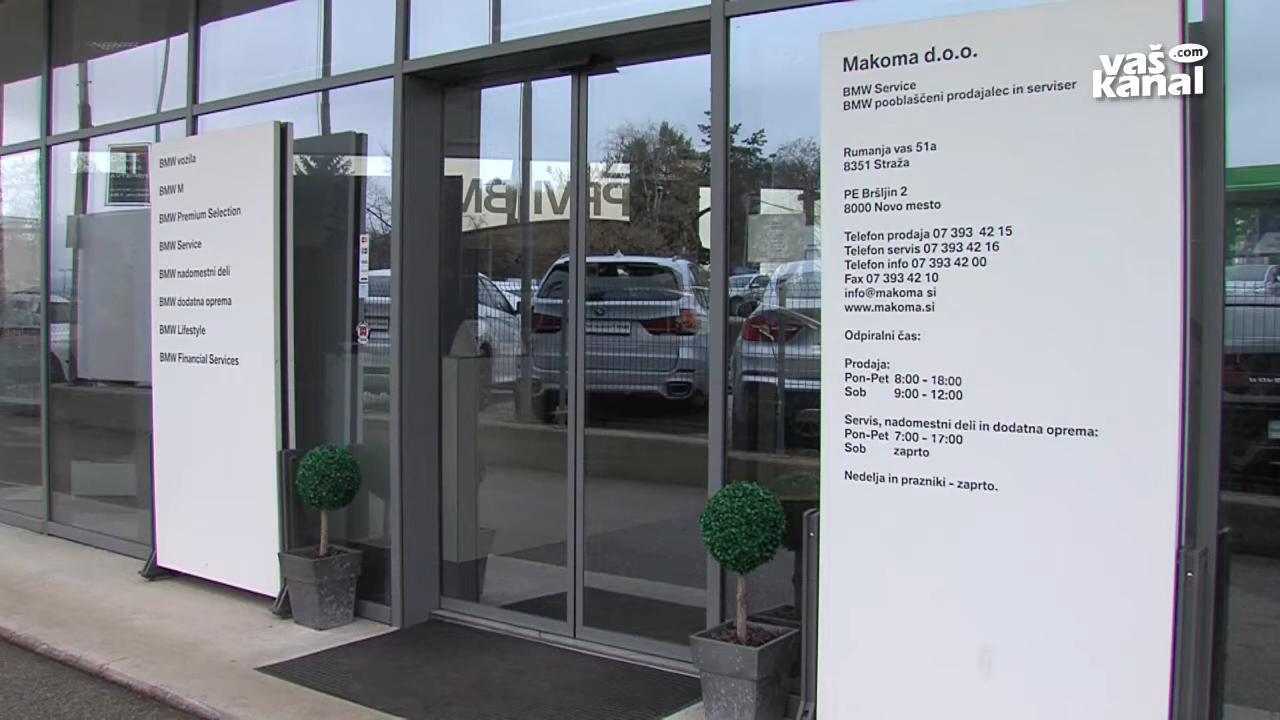 BMW vozila
BMW M
BMW Premium Selection
BMW Service
BMW nadomestni deli
BMW dodatna oprema
BMW Lifestyle
BMW Financial Services
PRVI BM
Makoma d.o.o.
BMW Service
BMW pooblaščeni prodajalec in serviser
Rumanja vas 51a
8351 Straža
PE Bršljin 2
8000 Novo mesto
Telefon prodaja 07 393 42 15
Telefon servis 07 393 42 16
Telefon info 07 393 42 00
Fax 07 393 42 10
info@makoma si
www.makoma.si
Odpiralni čas:
Prodaja:
Pon-Pet 8:00 - 18:00
Sob 9:00 - 12:00
Servis, nadomestni deli in dodatna oprema:
Pon-Pet 7:00 - 17:00
Sob zaprto
Nedelja in prazniki - zaprto.
vaš
kanal
.com